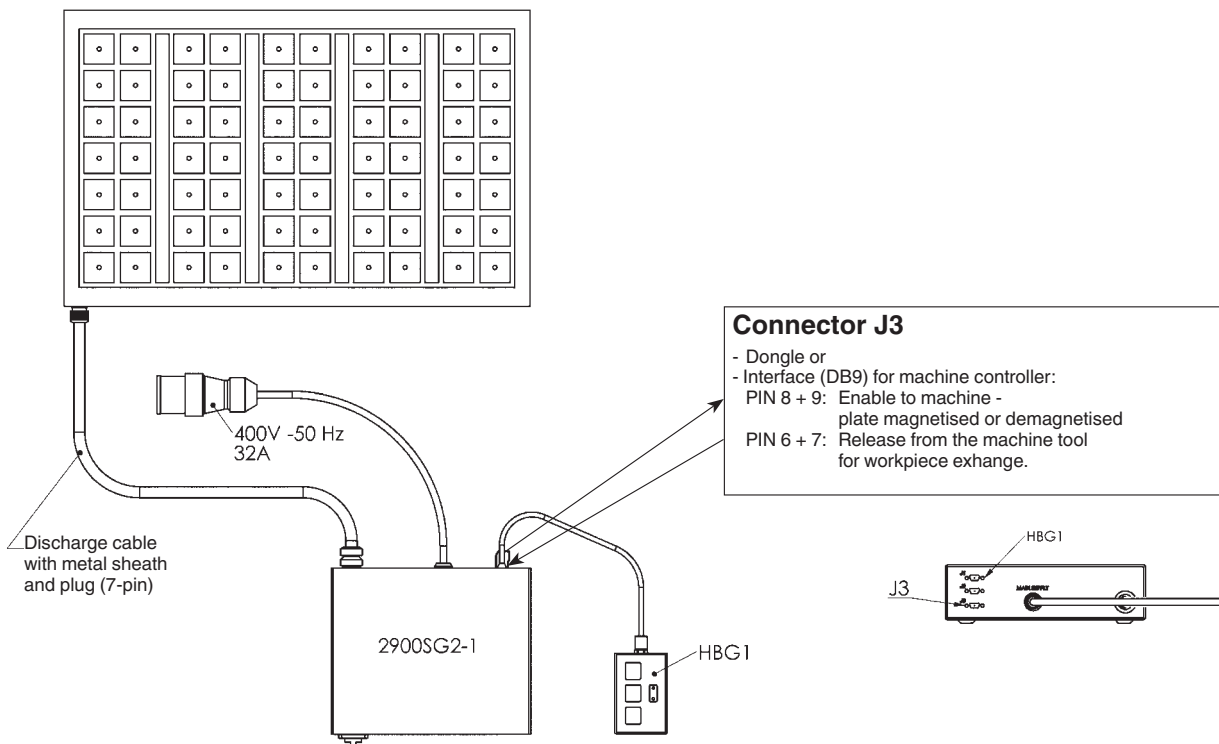 Connector J3
- Dongle or
- Interface (DB9) for machine controller:
PIN 8 + 9: Enable to machine -
plate magnetised or demagnetised
PIN 6 + 7: Release from the machine tool
for workpiece exhange.
400V -50 Hz
32A
Discharge cable
with metal sheath
and plug (7-pin)
2900SG2-1
HBG1
HBG1
J3
MAIN SUPPLY